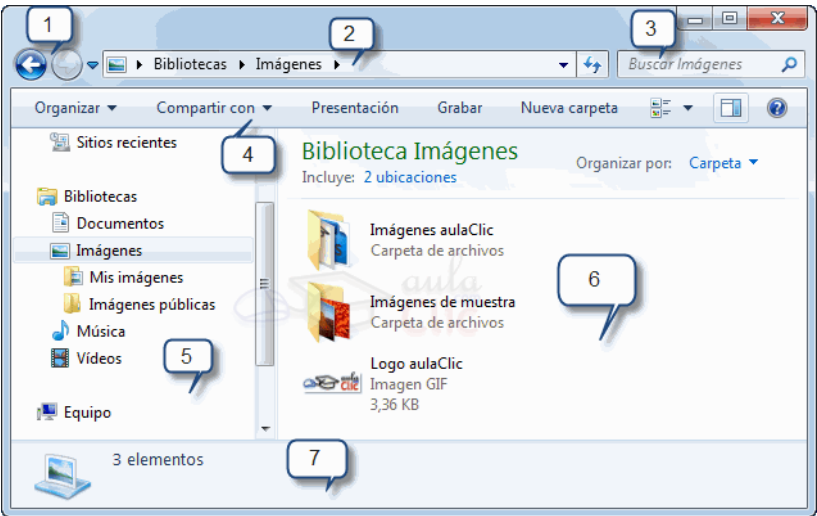 1
2
3
Bibliotecas Imágenes
Buscar Imágenes
Organizar Compartir con Presentación Grabar Nueva carpeta
4
Sitios recientes
Bibliotecas
Documentos
Imágenes
Mis imágenes
Imágenes públicas
Música
Vídeos
5
Equipo
Biblioteca Imágenes
Incluye: 2 ubicaciones
Organizar por: Carpeta
Imágenes aulaClic
Carpeta de archivos
6
Imágenes de muestra
Carpeta de archivos
aula
Clic
Logo aulaClic
Imagen GIF
3,36 KB
3 elementos
7